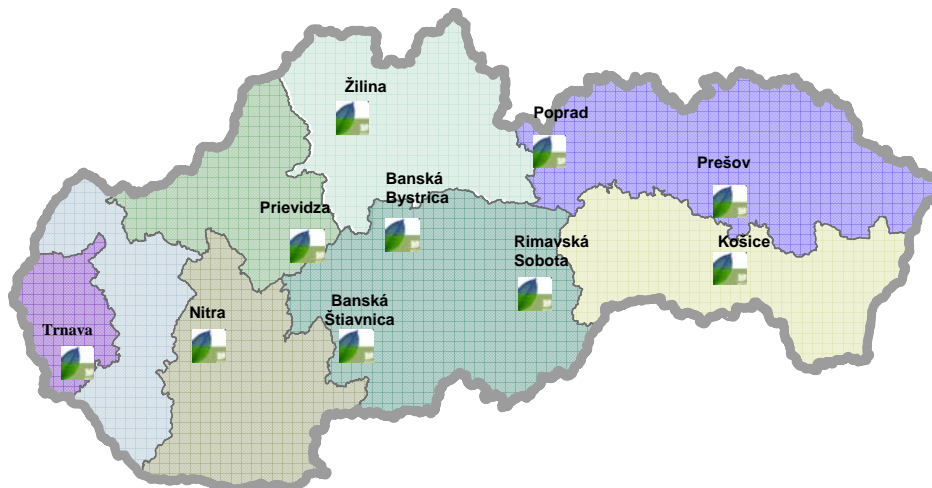 Žilina
Poprad
Prešov
Banská
Bystrica
Prievidza
Rimavská
Sobota
Košice
Banská
Štiavnica
Nitra
Trnava